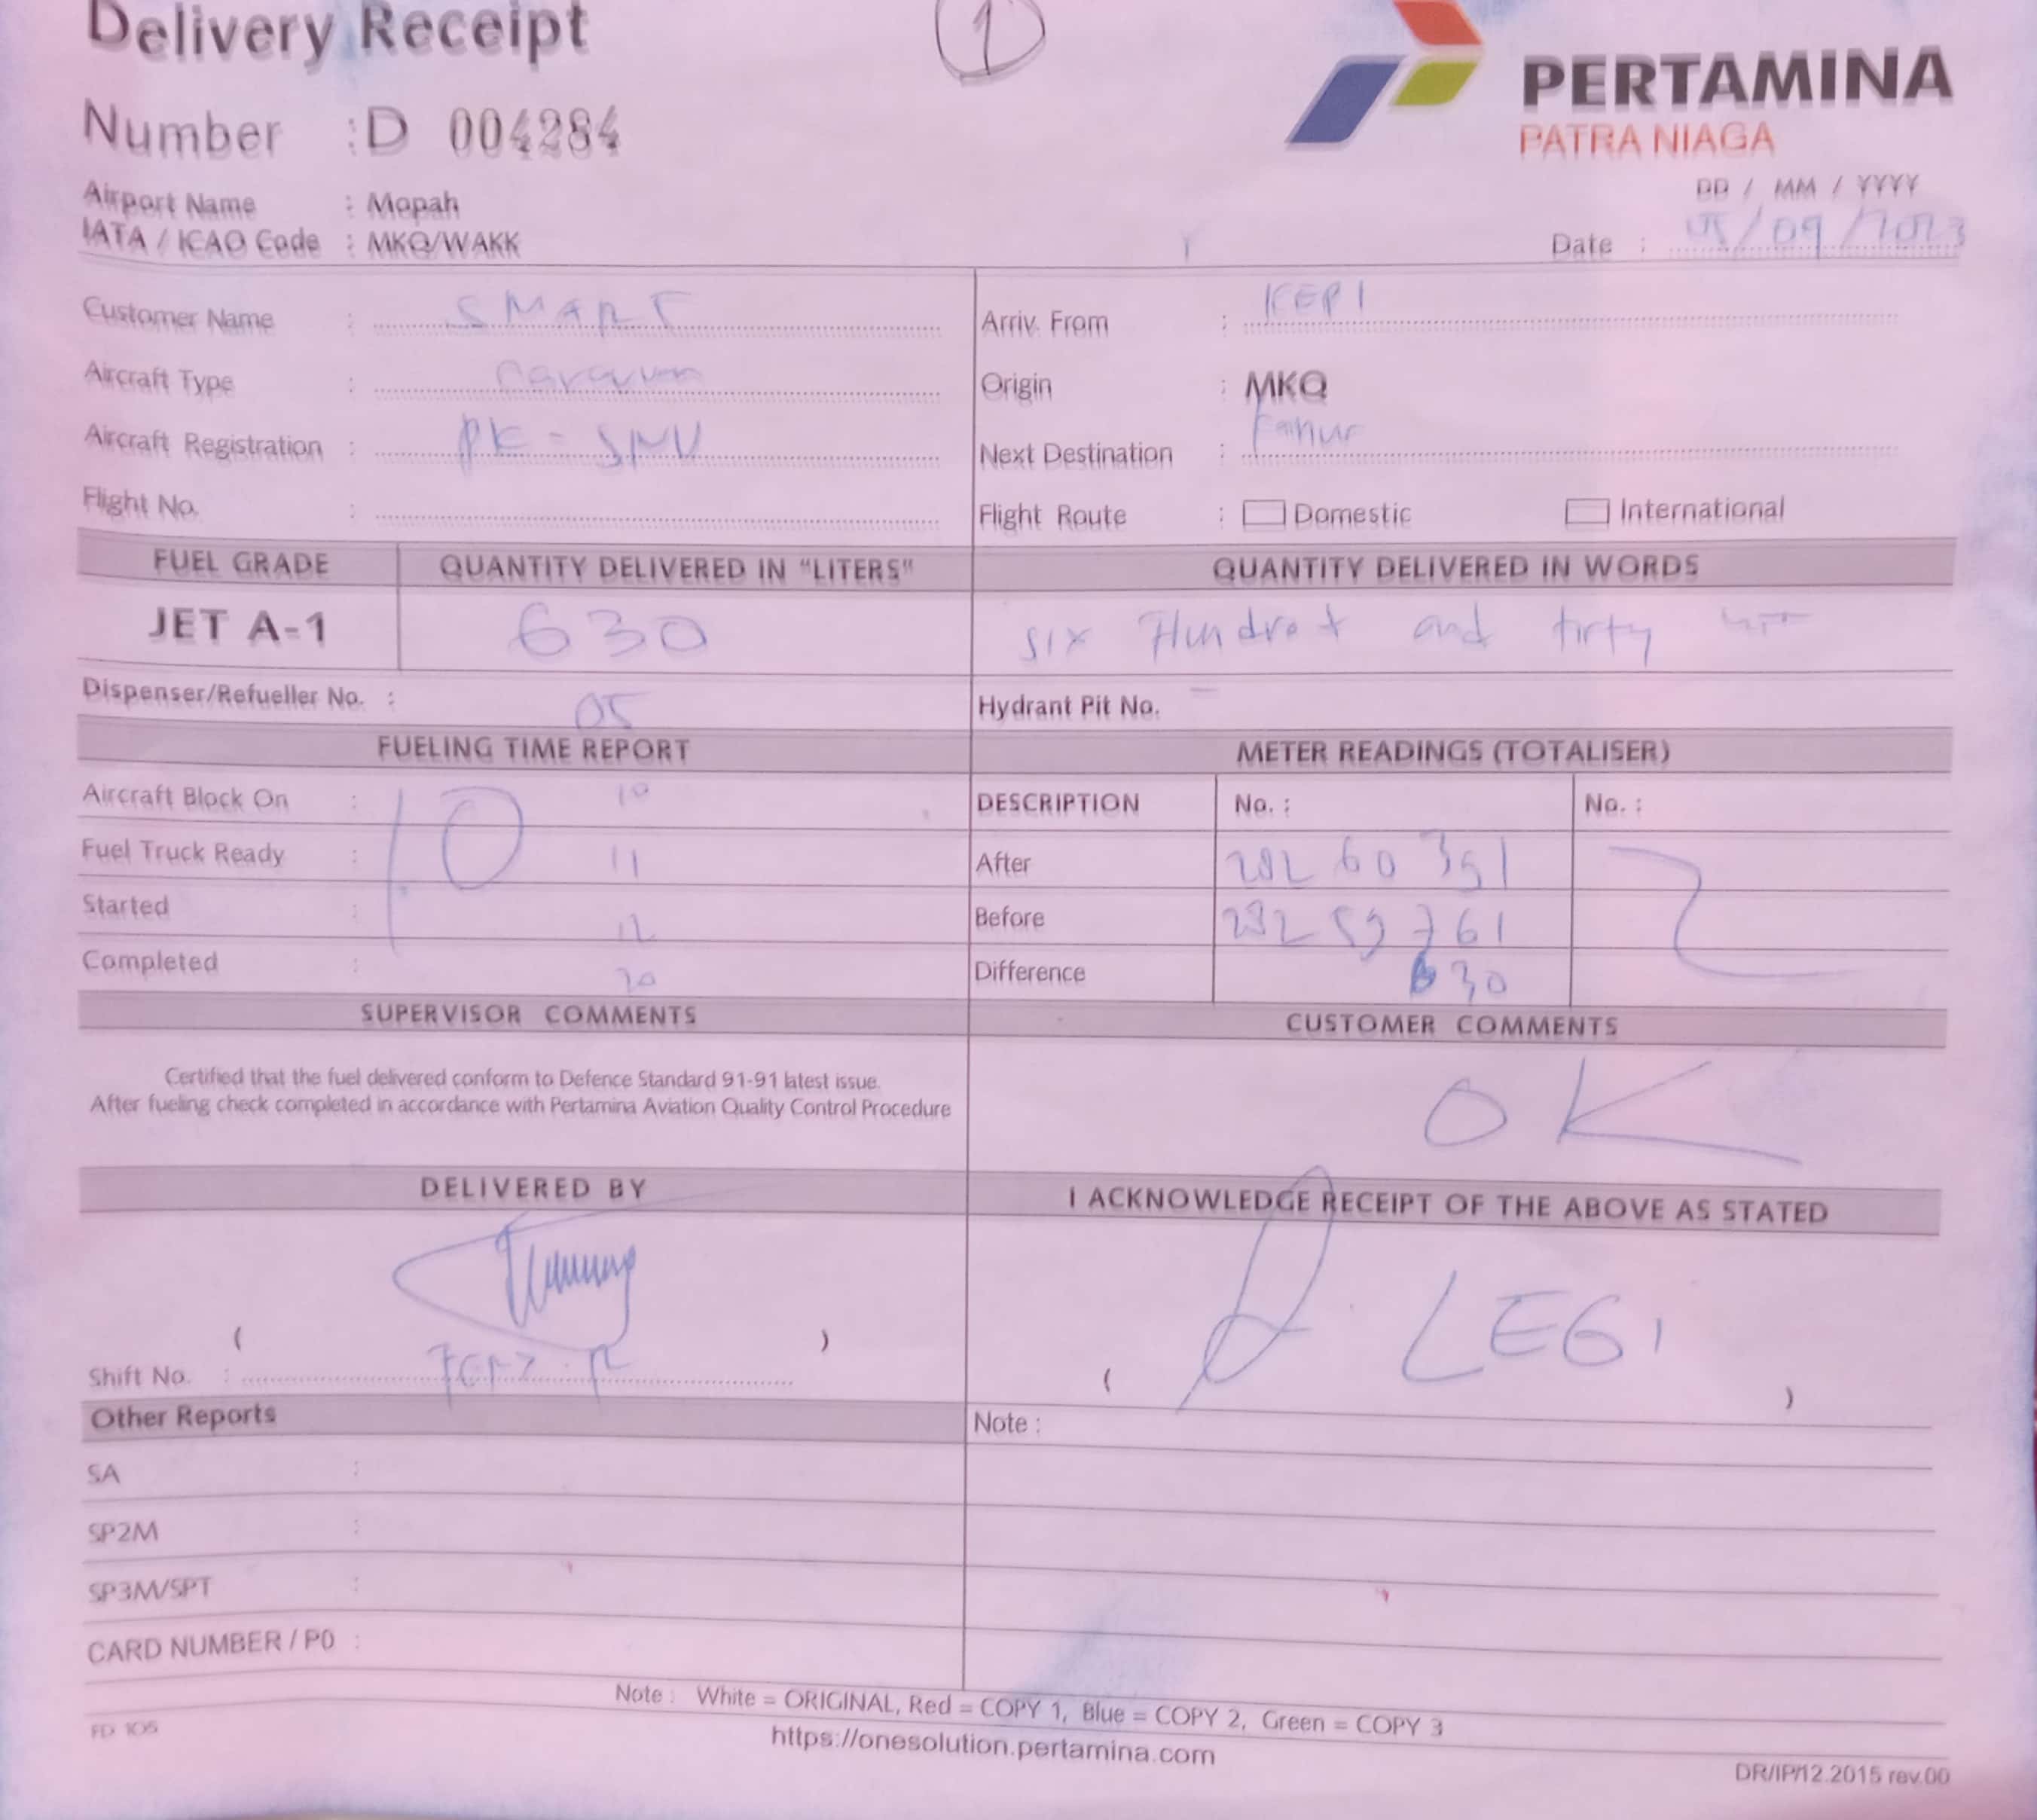 Delivery Receipt
1
PERTAMINA
PATRA NIAGA
Number : D 004284
Airport Name : Mopah
IATA / ICAO Code : MKQ/WAKK
DD / MM / YYYY
Date : 05/09/2023
Customer Name : SMART
Aircraft Type : Caravan
Aircraft Registration : PK-SNU
Flight No. :
Arriv. From : KEPI
Origin : MKQ
Next Destination :
Flight Route : Domestic International
FUEL GRADE QUANTITY DELIVERED IN "LITERS" QUANTITY DELIVERED IN WORDS
JET A-1 630 six Hundret and tirty
Dispenser/Refueller No. : 05
Hydrant Pit No. -
FUELING TIME REPORT METER READINGS (TOTALISER)
Aircraft Block On : 10
DESCRIPTION No. : No. :
Fuel Truck Ready : 11
After 28260391
Started : 12
Before 28259761
Completed : 20
Difference 630
SUPERVISOR COMMENTS CUSTOMER COMMENTS
Certified that the fuel delivered conform to Defence Standard 91-91 latest issue.
After fueling check completed in accordance with Pertamina Aviation Quality Control Procedure
OK
DELIVERED BY I ACKNOWLEDGE RECEIPT OF THE ABOVE AS STATED
( )
( LEGI )
Shift No. :
Other Reports
Note :
SA :
SP2M :
SP3M/SPT :
CARD NUMBER / PO :
Note : White = ORIGINAL, Red = COPY 1, Blue = COPY 2, Green = COPY 3
FD 105
https://onesolution.pertamina.com
DR/IP/12.2015 rev.00